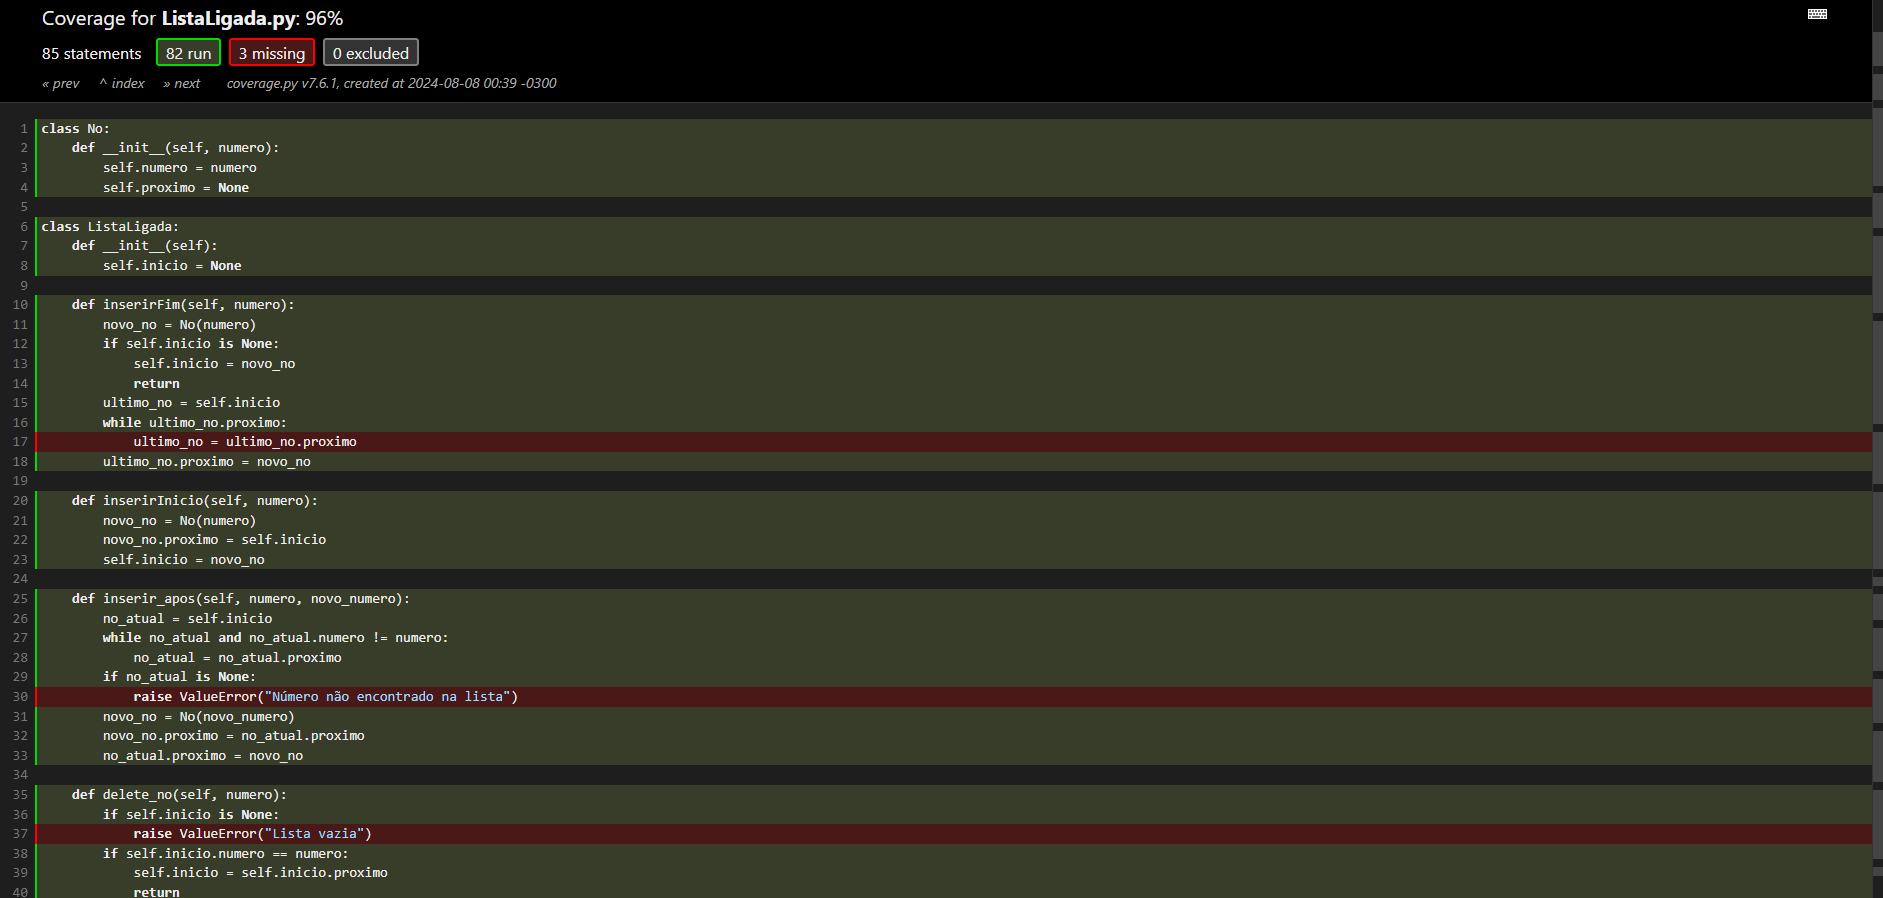 Coverage for ListaLigada.py: 96%
85 statements 82 run 3 missing 0 excluded
« prev ^ index » next coverage.py v7.6.1, created at 2024-08-08 00:39 -0300
1 class No:
2     def __init__(self, numero):
3         self.numero = numero
4         self.proximo = None
5
6 class ListaLigada:
7     def __init__(self):
8         self.inicio = None
9
10     def inserirFim(self, numero):
11         novo_no = No(numero)
12         if self.inicio is None:
13             self.inicio = novo_no
14             return
15         ultimo_no = self.inicio
16         while ultimo_no.proximo:
17             ultimo_no = ultimo_no.proximo
18         ultimo_no.proximo = novo_no
19
20     def inserirInicio(self, numero):
21         novo_no = No(numero)
22         novo_no.proximo = self.inicio
23         self.inicio = novo_no
24
25     def inserir_apos(self, numero, novo_numero):
26         no_atual = self.inicio
27         while no_atual and no_atual.numero != numero:
28             no_atual = no_atual.proximo
29         if no_atual is None:
30             raise ValueError("Número não encontrado na lista")
31         novo_no = No(novo_numero)
32         novo_no.proximo = no_atual.proximo
33         no_atual.proximo = novo_no
34
35     def delete_no(self, numero):
36         if self.inicio is None:
37             raise ValueError("Lista vazia")
38         if self.inicio.numero == numero:
39             self.inicio = self.inicio.proximo
40             return